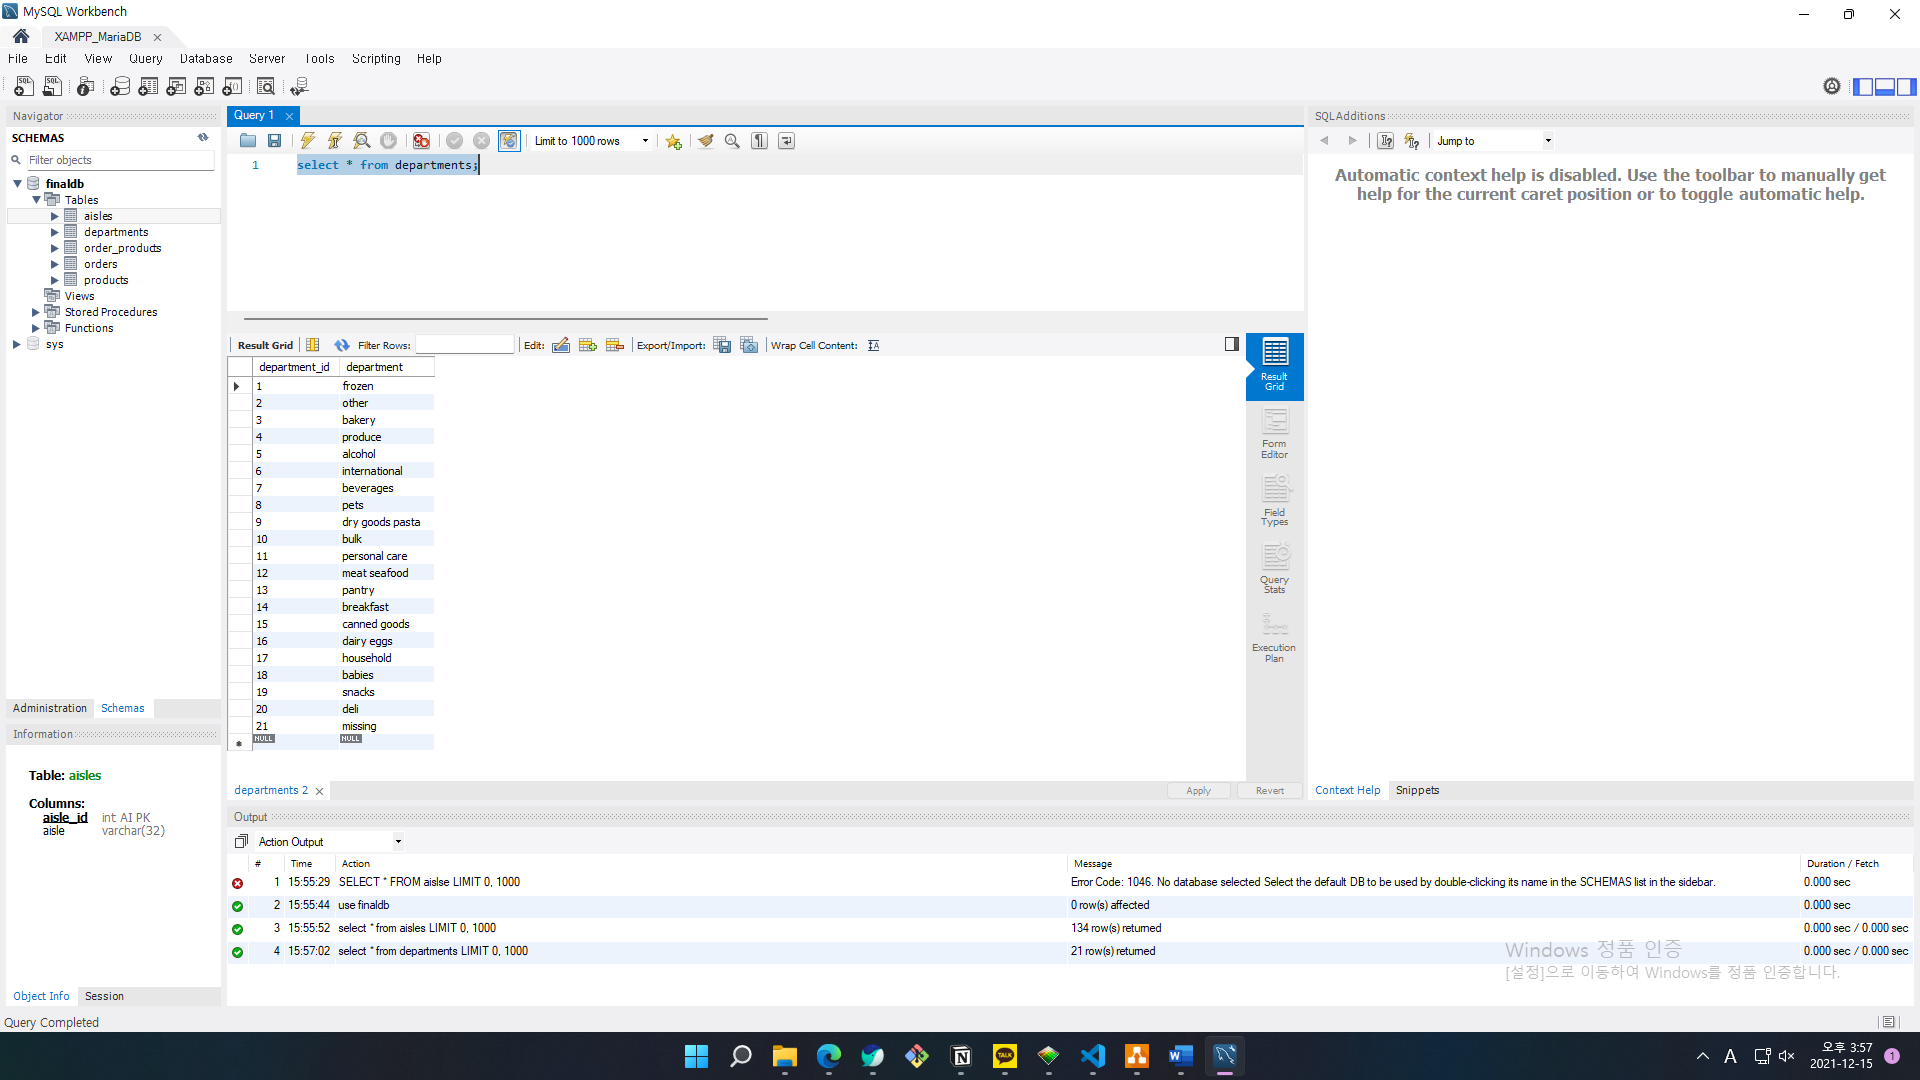 MySQL Workbench
XAMPP_MariaDB
File Edit View Query Database Server Tools Scripting Help
Navigator
SCHEMAS
Filter objects
finaldb
Tables
aisles
departments
order_products
orders
products
Views
Stored Procedures
Functions
sys
Administration Schemas
Information
Table: aisles
Columns:
aisle_id int AI PK
aisle varchar(32)
Object Info Session
Query 1
Limit to 1000 rows
1 select * from departments;
Result Grid Filter Rows: Edit: Export/Import: Wrap Cell Content:
department_id department
1 frozen
2 other
3 bakery
4 produce
5 alcohol
6 international
7 beverages
8 pets
9 dry goods pasta
10 bulk
11 personal care
12 meat seafood
13 pantry
14 breakfast
15 canned goods
16 dairy eggs
17 household
18 babies
19 snacks
20 deli
21 missing
NULL NULL
Result
Grid
Form
Editor
Field
Types
Query
Stats
Execution
Plan
departments 2
Apply Revert
SQLAdditions
Jump to
Automatic context help is disabled. Use the toolbar to manually get
help for the current caret position or to toggle automatic help.
Context Help Snippets
Output
Action Output
# Time Action Message Duration / Fetch
1 15:55:29 SELECT * FROM aislse LIMIT 0, 1000 Error Code: 1046. No database selected Select the default DB to be used by double-clicking its name in the SCHEMAS list in the sidebar. 0.000 sec
2 15:55:44 use finaldb 0 row(s) affected 0.000 sec
3 15:55:52 select * from aisles LIMIT 0, 1000 134 row(s) returned 0.000 sec / 0.000 sec
4 15:57:02 select * from departments LIMIT 0, 1000 21 row(s) returned 0.000 sec / 0.000 sec
Windows 정품 인증
[설정]으로 이동하여 Windows를 정품 인증합니다.
Query Completed
A
오후 3:57
2021-12-15
1